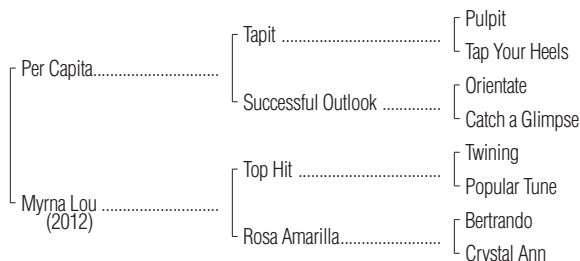 Pulpit
Tapit ........................................
Tap Your Heels
Per Capita................................
Orientate
Successful Outlook ..............
Catch a Glimpse
Twining
Top Hit ....................................
Popular Tune
Myrna Lou .............................
(2012)
Bertrando
Rosa Amarilla.........................
Crystal Ann